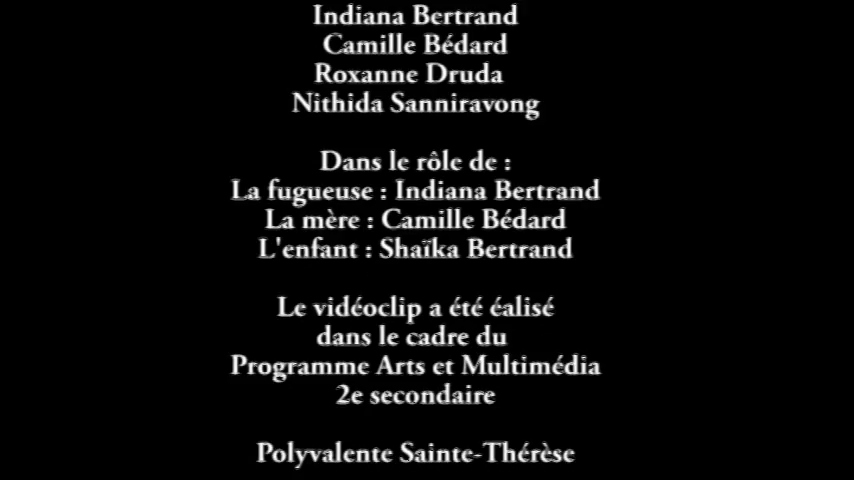 Indiana Bertrand
Camille Bédard
Roxanne Druda
Nithida Sanniravong
Dans le rôle de :
La fugueuse : Indiana Bertrand
La mère : Camille Bédard
L'enfant : Shaïka Bertrand
Le vidéoclip a été éalisé
dans le cadre du
Programme Arts et Multimédia
2e secondaire
Polyvalente Sainte-Thérèse